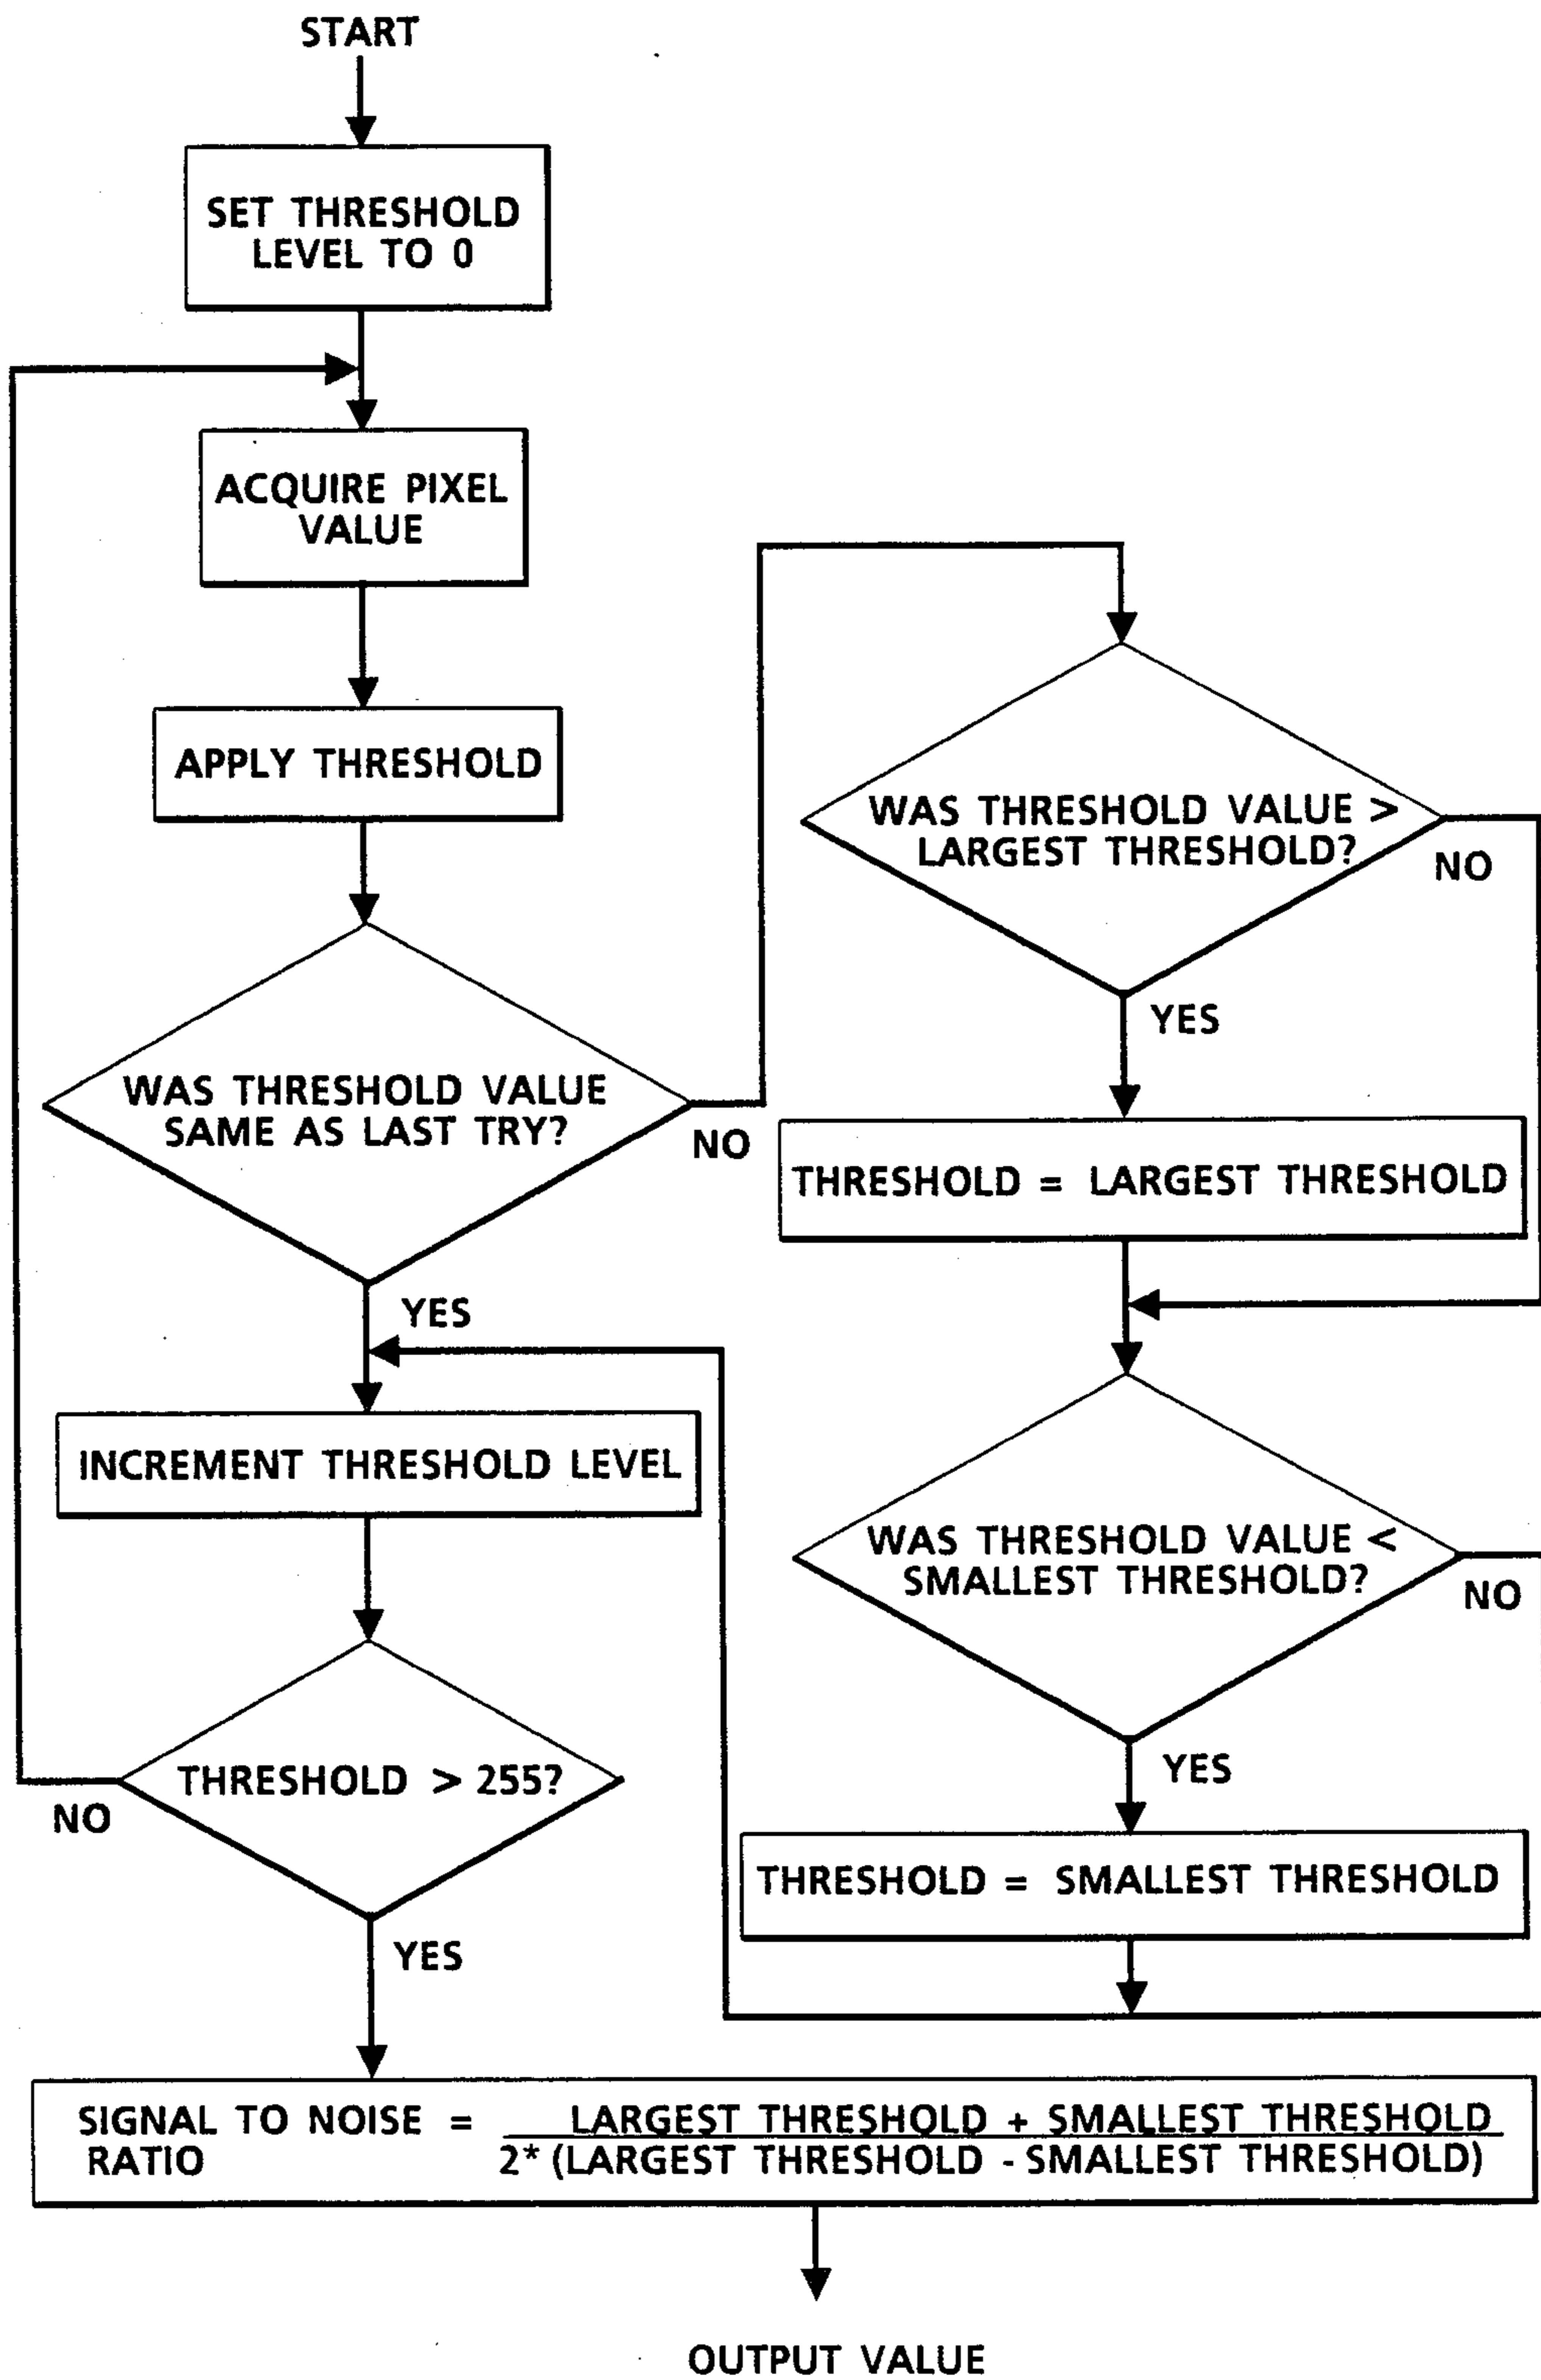 START
SET THRESHOLD
LEVEL TO 0
ACQUIRE PIXEL
VALUE
APPLY THRESHOLD
WAS THRESHOLD VALUE
SAME AS LAST TRY?
NO
YES
INCREMENT THRESHOLD LEVEL
THRESHOLD > 255?
NO
YES
WAS THRESHOLD VALUE >
LARGEST THRESHOLD?
NO
YES
THRESHOLD = LARGEST THRESHOLD
WAS THRESHOLD VALUE <
SMALLEST THRESHOLD?
NO
YES
THRESHOLD = SMALLEST THRESHOLD
SIGNAL TO NOISE = LARGEST THRESHOLD + SMALLEST THRESHOLD
RATIO 2* (LARGEST THRESHOLD - SMALLEST THRESHOLD)
OUTPUT VALUE